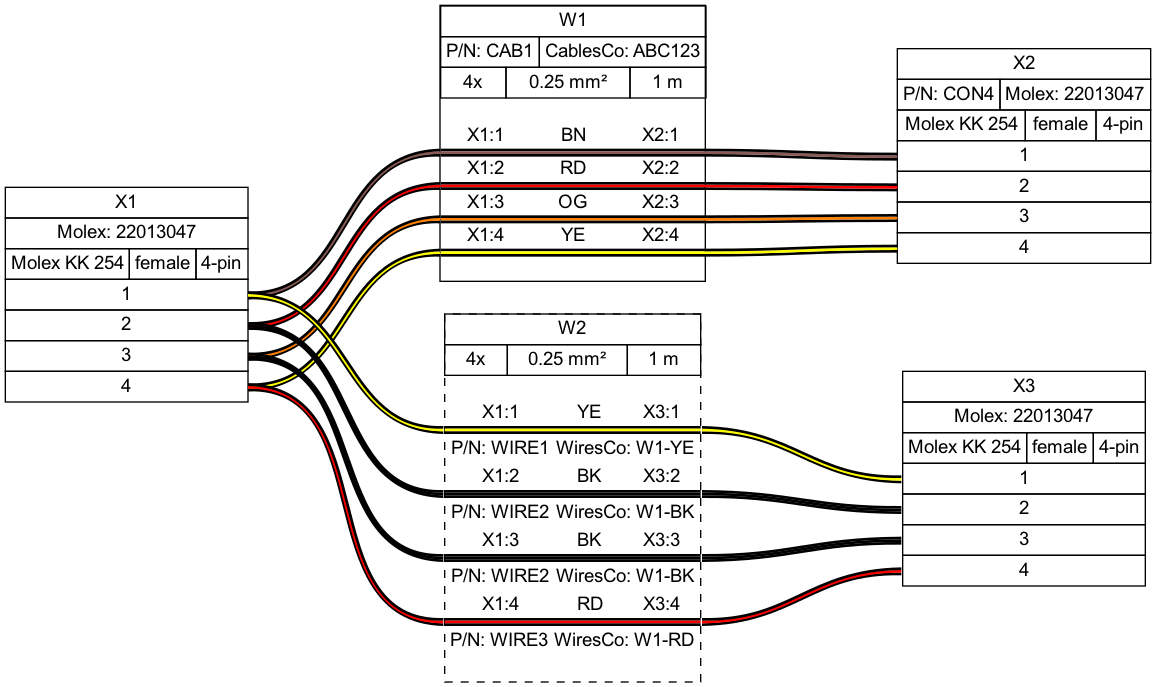 X1
Molex: 22013047
Molex KK 254 female 4-pin
1
2
3
4
W1
P/N: CAB1 CablesCo: ABC123
4x 0.25 mm² 1 m
X1:1 BN X2:1
X1:2 RD X2:2
X1:3 OG X2:3
X1:4 YE X2:4
W2
4x 0.25 mm² 1 m
X1:1 YE X3:1
P/N: WIRE1 WiresCo: W1-YE
X1:2 BK X3:2
P/N: WIRE2 WiresCo: W1-BK
X1:3 BK X3:3
P/N: WIRE2 WiresCo: W1-BK
X1:4 RD X3:4
P/N: WIRE3 WiresCo: W1-RD
X2
P/N: CON4 Molex: 22013047
Molex KK 254 female 4-pin
1
2
3
4
X3
Molex: 22013047
Molex KK 254 female 4-pin
1
2
3
4